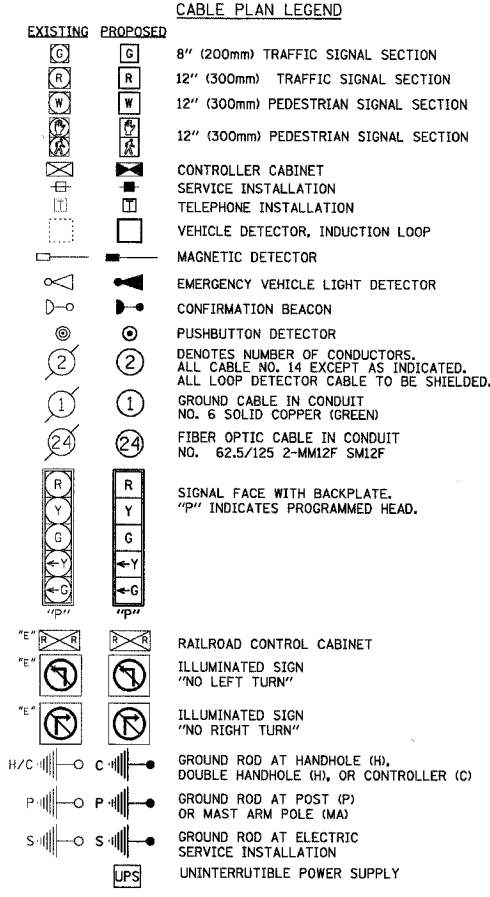 CABLE PLAN LEGEND
EXISTING PROPOSED
G G 8" (200mm) TRAFFIC SIGNAL SECTION
R R 12" (300mm) TRAFFIC SIGNAL SECTION
W W 12" (300mm) PEDESTRIAN SIGNAL SECTION
12" (300mm) PEDESTRIAN SIGNAL SECTION
CONTROLLER CABINET
SERVICE INSTALLATION
T T TELEPHONE INSTALLATION
VEHICLE DETECTOR, INDUCTION LOOP
MAGNETIC DETECTOR
EMERGENCY VEHICLE LIGHT DETECTOR
CONFIRMATION BEACON
PUSHBUTTON DETECTOR
2 2 DENOTES NUMBER OF CONDUCTORS.
ALL CABLE NO. 14 EXCEPT AS INDICATED.
ALL LOOP DETECTOR CABLE TO BE SHIELDED.
1 1 GROUND CABLE IN CONDUIT
NO. 6 SOLID COPPER (GREEN)
24 24 FIBER OPTIC CABLE IN CONDUIT
NO. 62.5/125 2-MM12F SM12F
R R
SIGNAL FACE WITH BACKPLATE.
Y Y "P" INDICATES PROGRAMMED HEAD.
G G
←Y ←Y
←G ←G
"P" "P"
"E" R R R R RAILROAD CONTROL CABINET
"E" ILLUMINATED SIGN
"NO LEFT TURN"
"E" ILLUMINATED SIGN
"NO RIGHT TURN"
H/C C GROUND ROD AT HANDHOLE (H),
DOUBLE HANDHOLE (H), OR CONTROLLER (C)
P P GROUND ROD AT POST (P)
OR MAST ARM POLE (MA)
S S GROUND ROD AT ELECTRIC
SERVICE INSTALLATION
UPS UNINTERRUTIBLE POWER SUPPLY